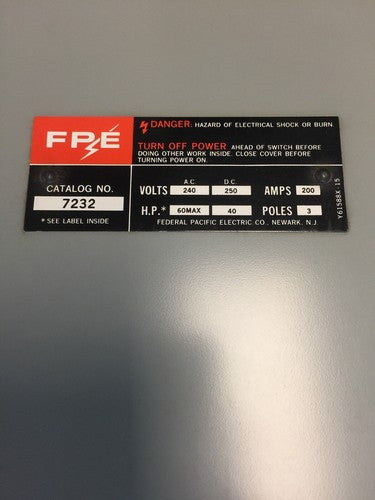 FPE
DANGER: HAZARD OF ELECTRICAL SHOCK OR BURN.
TURN OFF POWER AHEAD OF SWITCH BEFORE
DOING OTHER WORK INSIDE. CLOSE COVER BEFORE
TURNING POWER ON.
CATALOG NO.
7232
*SEE LABEL INSIDE
A.C. D.C.
VOLTS 240 250 AMPS 200
H.P.* 60MAX 40 POLES 3
FEDERAL PACIFIC ELECTRIC CO., NEWARK, N.J.
Y61588X-15